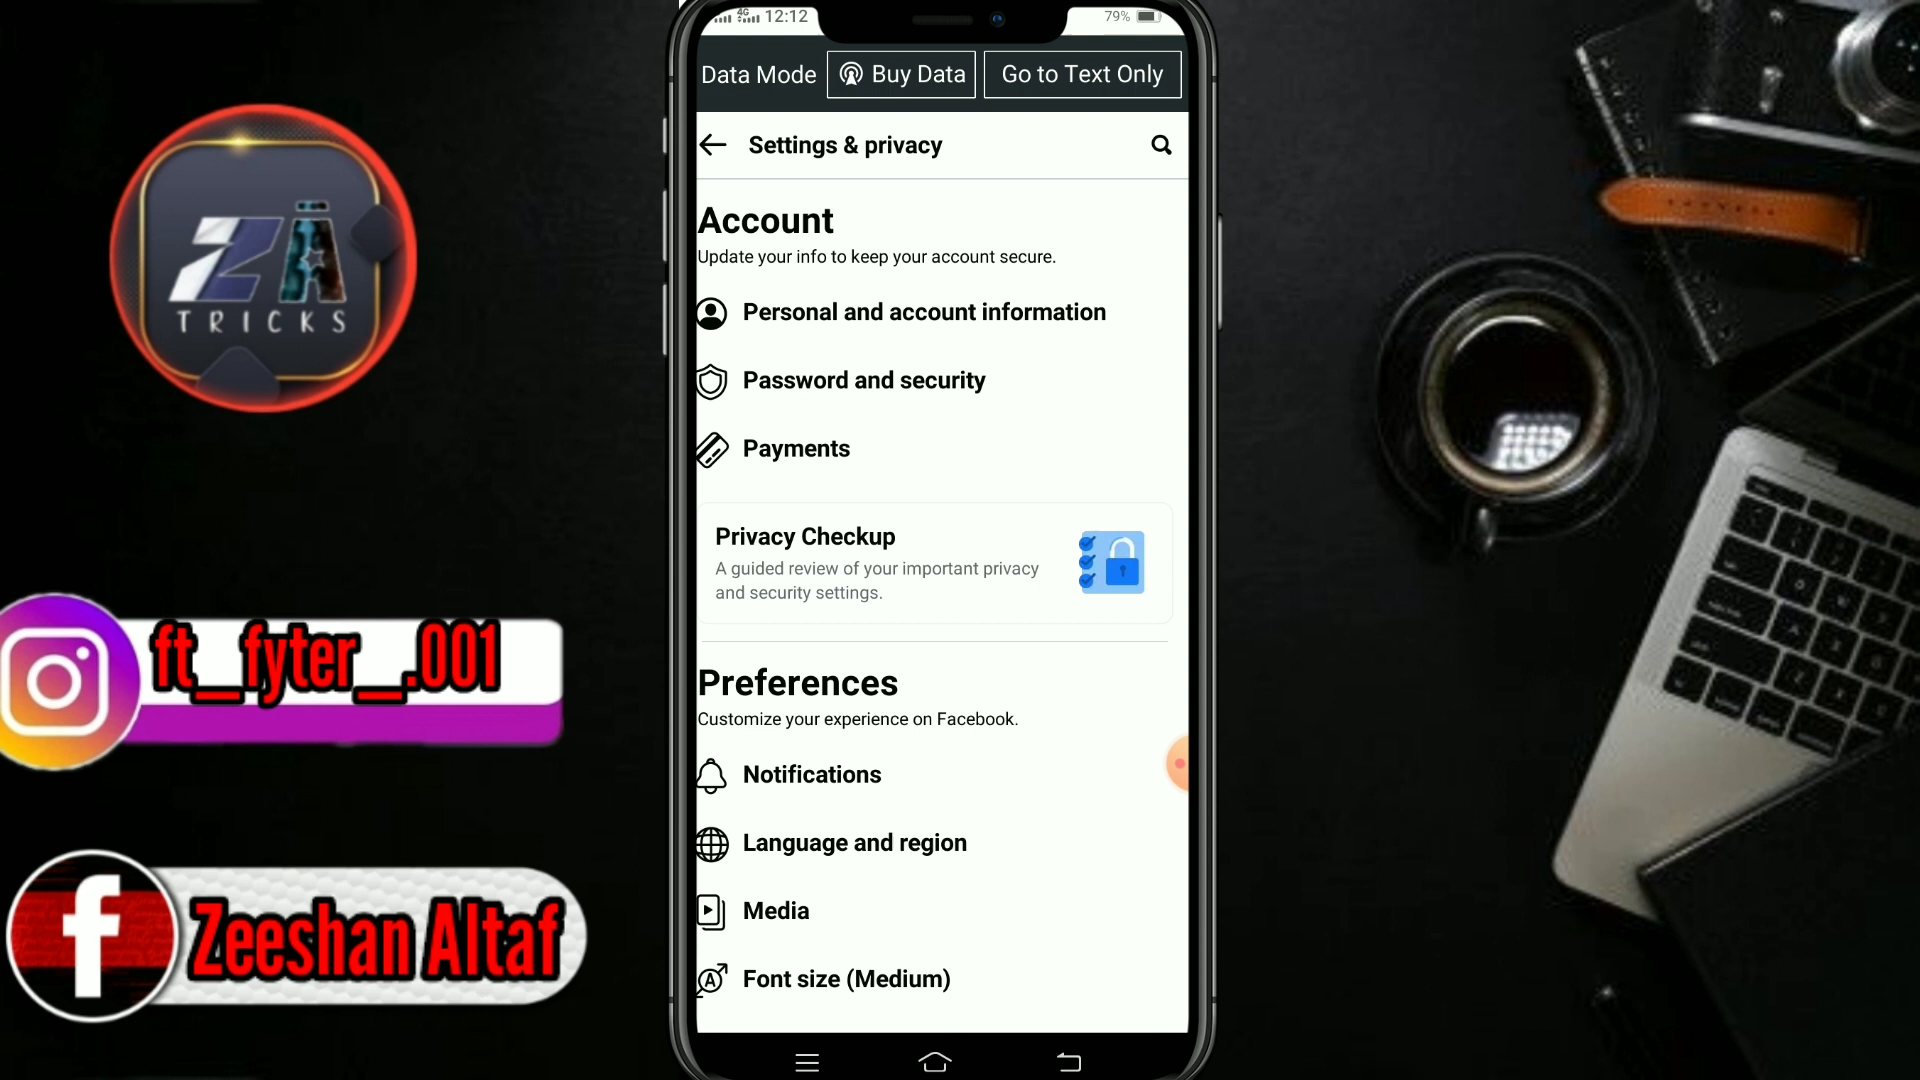 4G 12:12
79%
Data Mode
Buy Data
Go to Text Only
Settings & privacy
Account
Update your info to keep your account secure.
Personal and account information
Password and security
Payments
Privacy Checkup
A guided review of your important privacy
and security settings.
Preferences
Customize your experience on Facebook.
Notifications
Language and region
Media
Font size (Medium)
ZĀ
TRICKS
ft_fyter_.001
f
Zeeshan Altaf